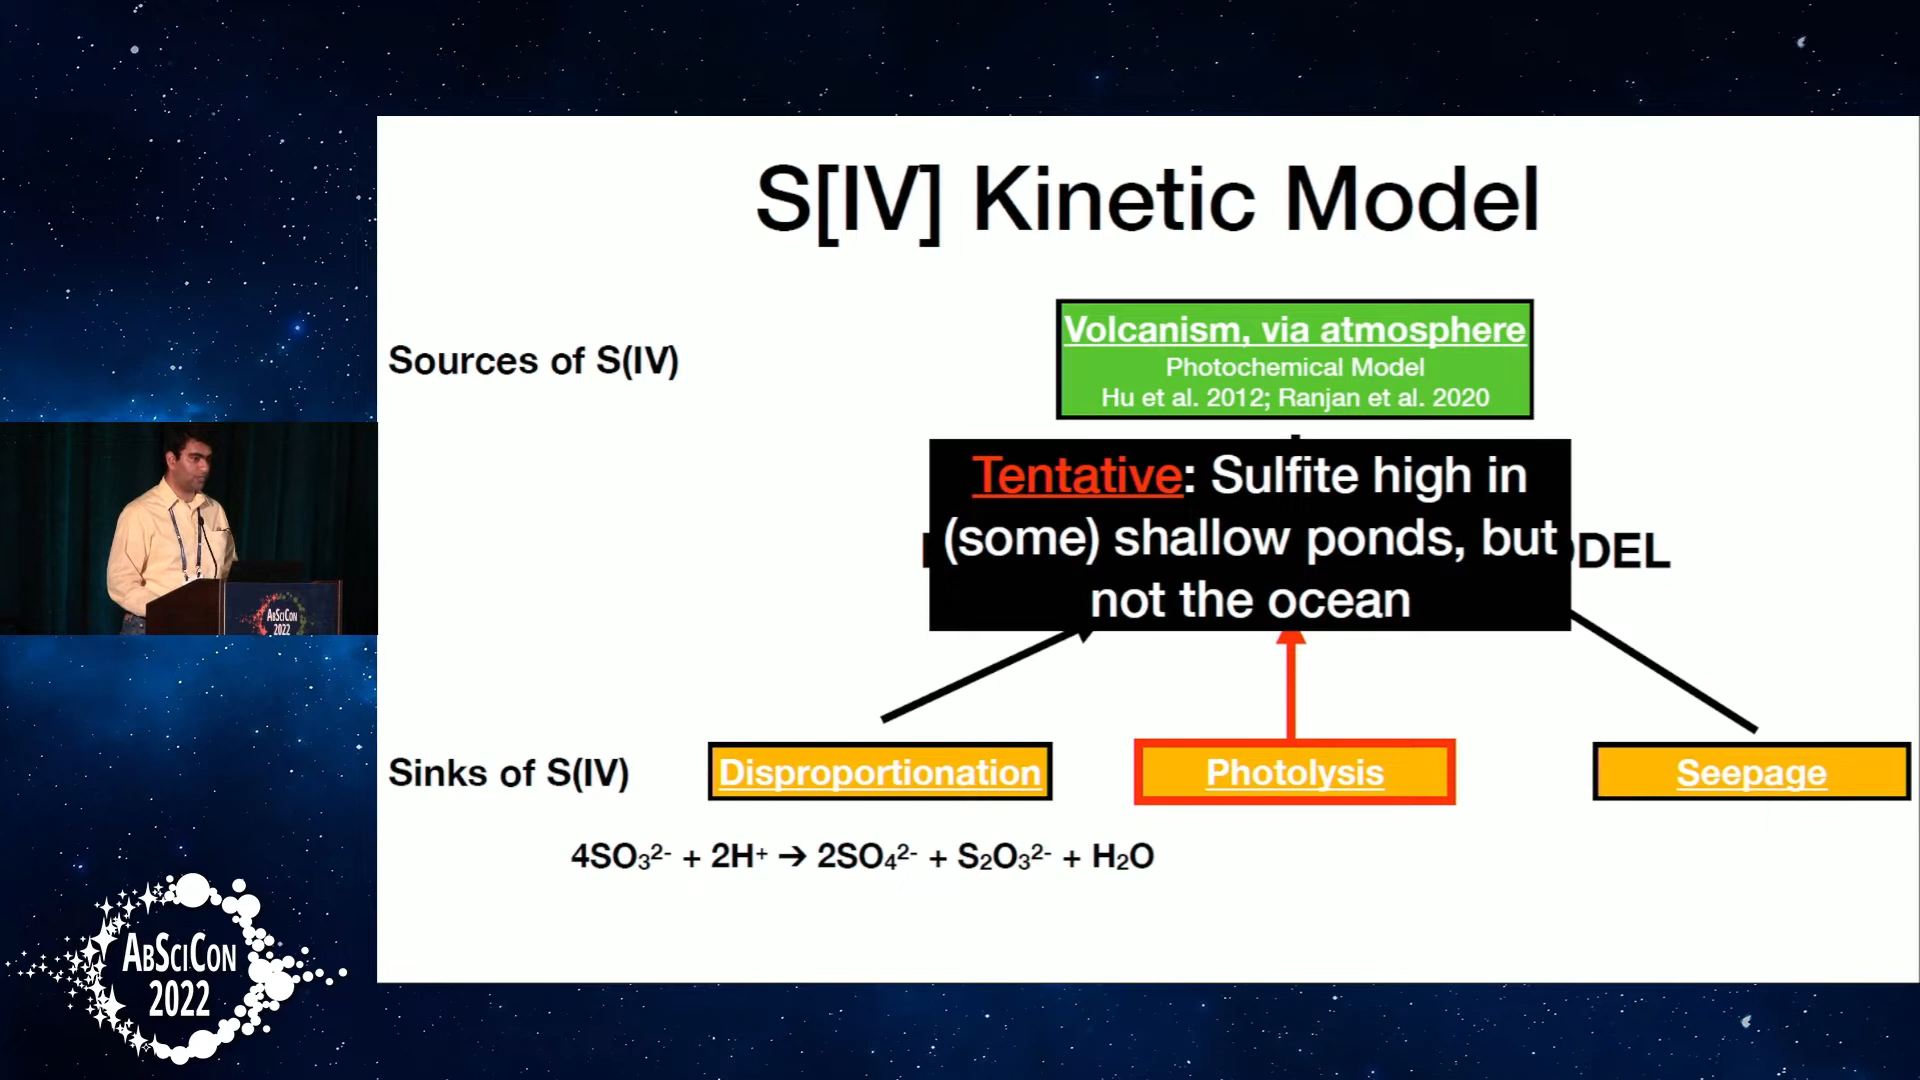 S[IV] Kinetic Model
Sources of S(IV)
Volcanism, via atmosphere
Photochemical Model
Hu et al. 2012; Ranjan et al. 2020
Tentative: Sulfite high in
(some) shallow ponds, but
not the ocean
DEL
Sinks of S(IV)
Disproportionation
Photolysis
Seepage
4SO₃²⁻ + 2H⁺ ➔ 2SO₄²⁻ + S₂O₃²⁻ + H₂O
ABSCICON
2022
ABSCICON
2022